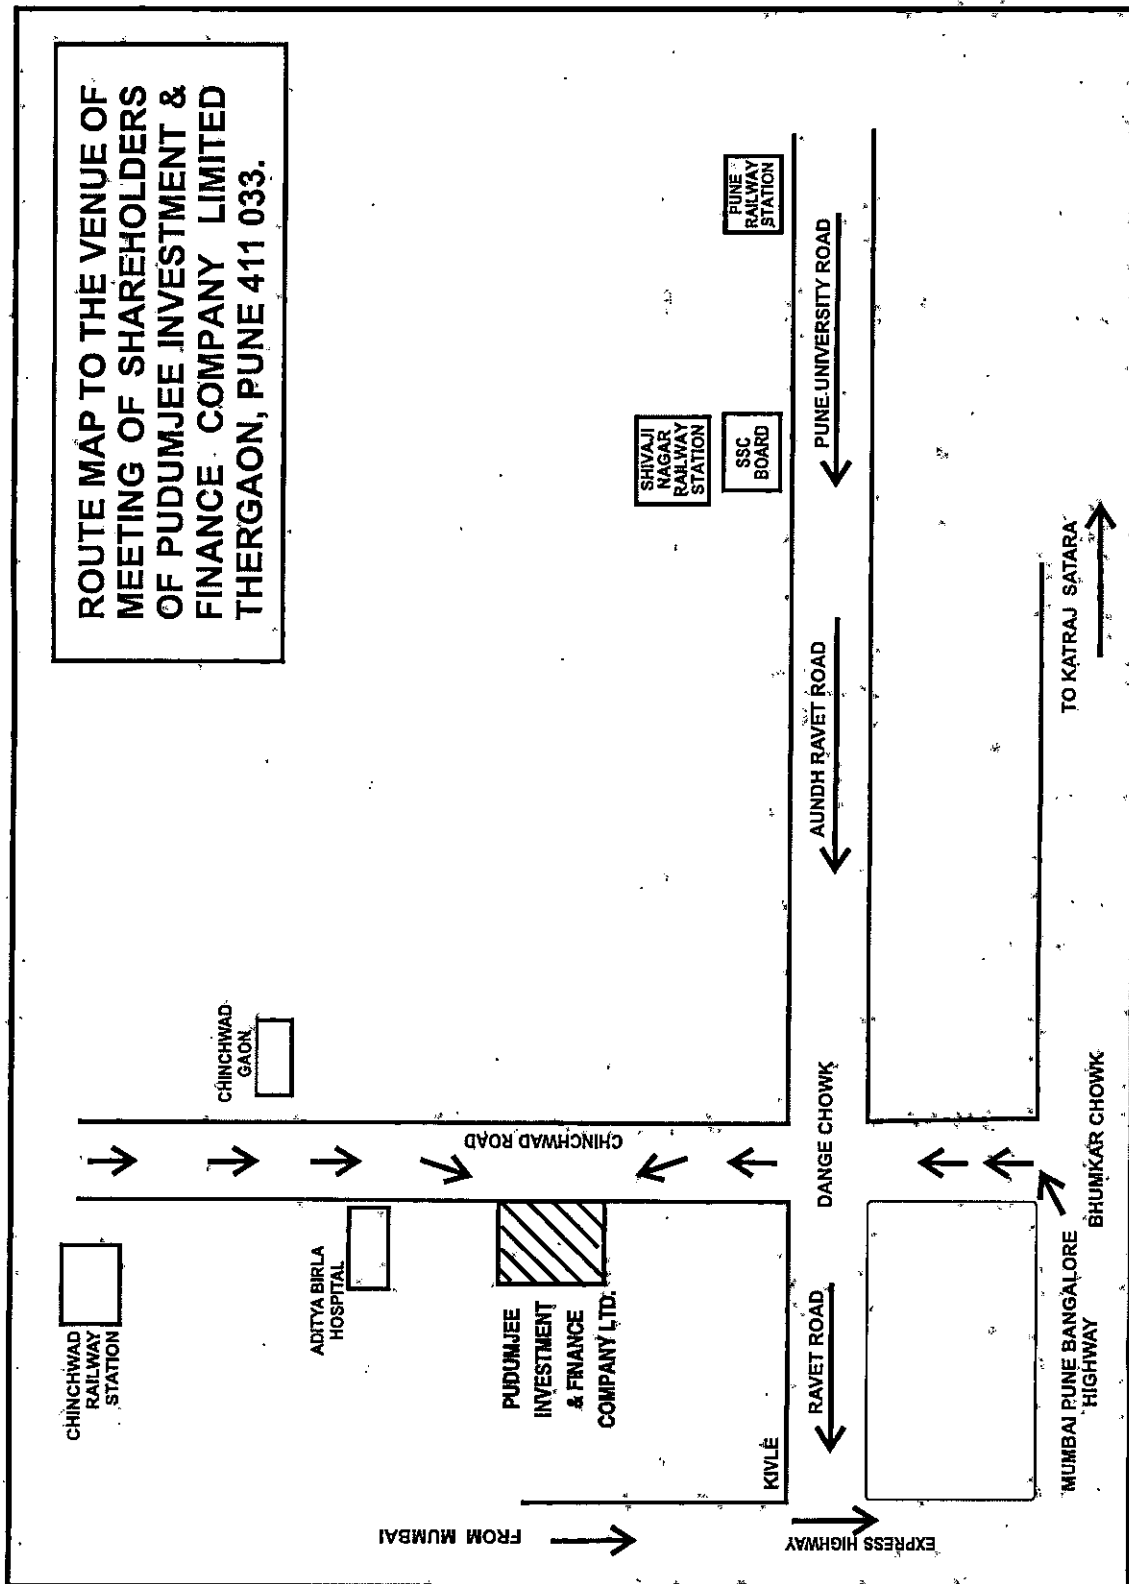 ROUTE MAP TO THE VENUE OF
MEETING OF SHAREHOLDERS
OF PUDUMJEE INVESTMENT &
FINANCE COMPANY LIMITED
THERGAON, PUNE 411 033.
CHINCHWAD
RAILWAY
STATION
CHINCHWAD
GAON
ADITYA BIRLA
HOSPITAL
CHINCHWAD ROAD
PUDUMJEE
INVESTMENT
& FINANCE
COMPANY LTD.
FROM MUMBAI
SHIVAJI
NAGAR
RAILWAY
STATION
SSC
BOARD
PUNE
RAILWAY
STATION
KIVLE
EXPRESS HIGHWAY
RAVET ROAD
DANGE CHOWK
AUNDH RAVET ROAD
PUNE UNIVERSITY ROAD
MUMBAI PUNE BANGALORE
HIGHWAY
BHUMKAR CHOWK
TO KATRAJ SATARA